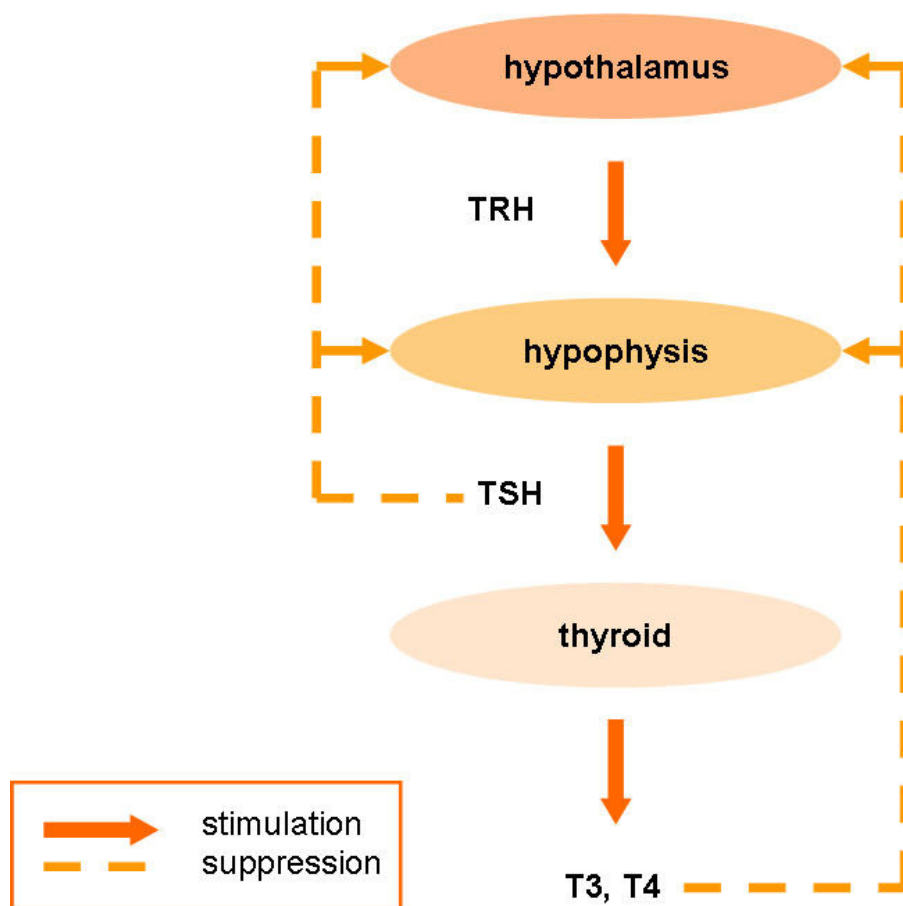 hypothalamus
TRH
hypophysis
TSH
thyroid
stimulation
suppression
T3, T4